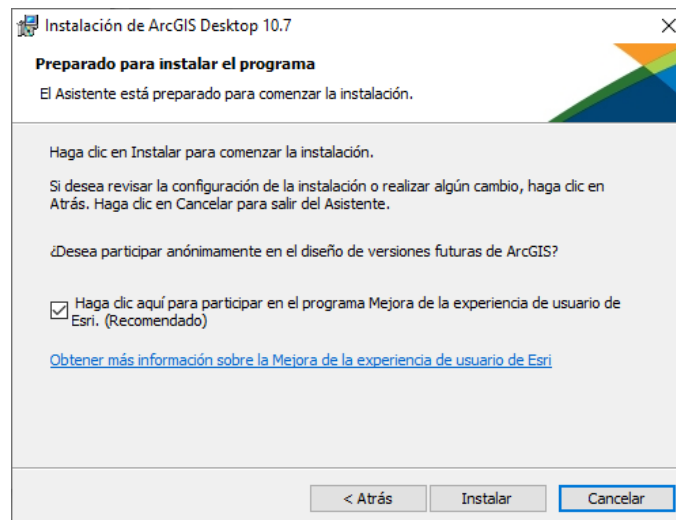 Instalación de ArcGIS Desktop 10.7
Preparado para instalar el programa
El Asistente está preparado para comenzar la instalación.
Haga clic en Instalar para comenzar la instalación.
Si desea revisar la configuración de la instalación o realizar algún cambio, haga clic en
Atrás. Haga clic en Cancelar para salir del Asistente.
¿Desea participar anónimamente en el diseño de versiones futuras de ArcGIS?
Haga clic aquí para participar en el programa Mejora de la experiencia de usuario de
Esri. (Recomendado)
Obtener más información sobre la Mejora de la experiencia de usuario de Esri
< Atrás
Instalar
Cancelar